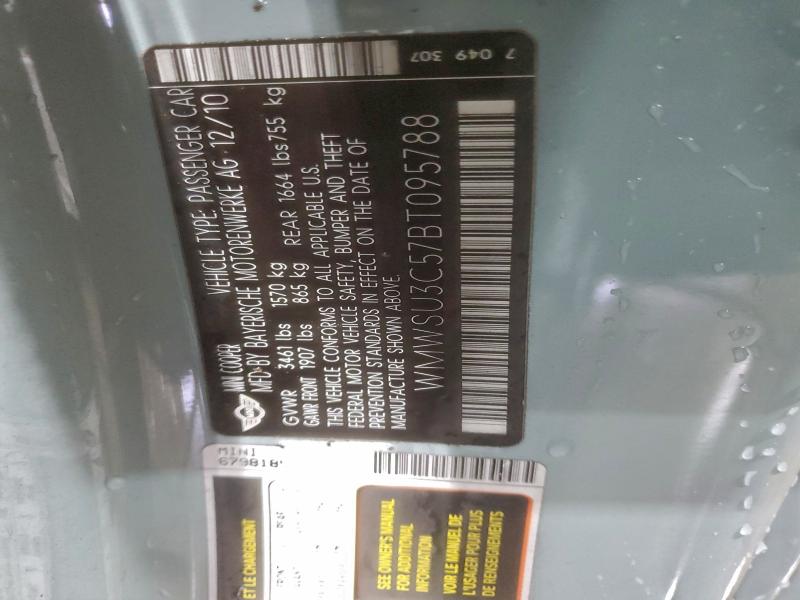 MINI COOPER VEHICLE TYPE: PASSENGER CAR
MFD BY BAYERISCHE MOTORENWERKE AG 12/10
GVWR 3461 lbs 1570 kg
GAWR FRONT 1907 lbs 865 kg REAR 1664 lbs 755 kg
THIS VEHICLE CONFORMS TO ALL APPLICABLE U.S.
FEDERAL MOTOR VEHICLE SAFETY, BUMPER AND THEFT
PREVENTION STANDARDS IN EFFECT ON THE DATE OF
MANUFACTURE SHOWN ABOVE.
WMWSU3C57BT095788
7 049 307
MINI
ET LE CHARGEMENT
SEE OWNER'S MANUAL
FOR ADDITIONAL
INFORMATION
VOIR LE MANUEL DE
L'USAGER POUR PLUS
DE RENSEIGNEMENTS